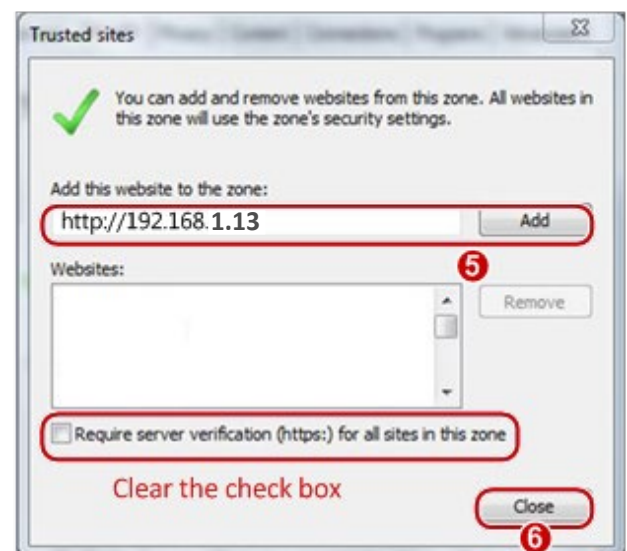 Trusted sites
You can add and remove websites from this zone. All websites in
this zone will use the zone's security settings.
Add this website to the zone:
http://192.168.1.13
Add
5
Websites:
Remove
Require server verification (https:) for all sites in this zone
Clear the check box
Close
6